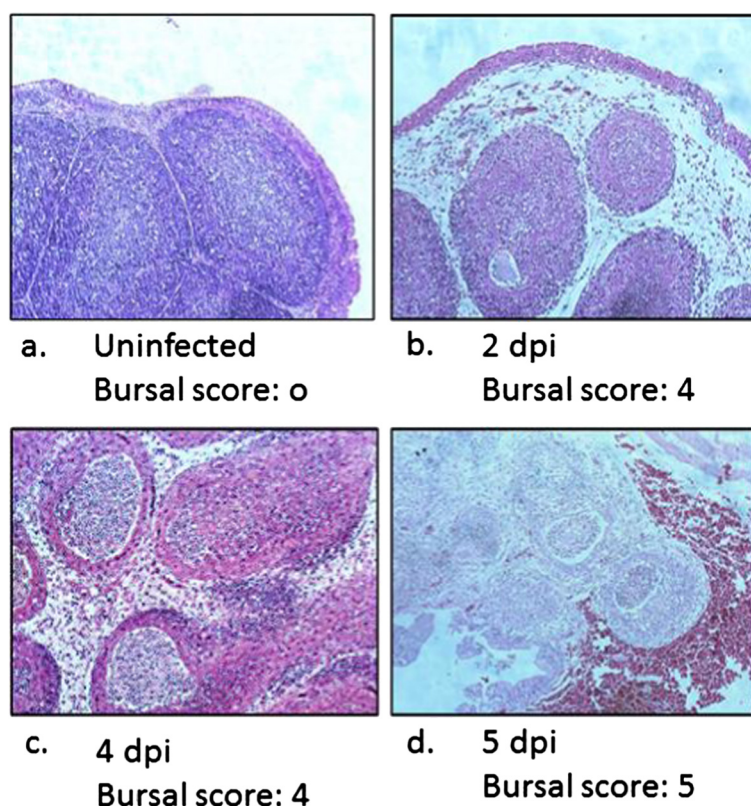 a. Uninfected
Bursal score: o
b. 2 dpi
Bursal score: 4
c. 4 dpi
Bursal score: 4
d. 5 dpi
Bursal score: 5